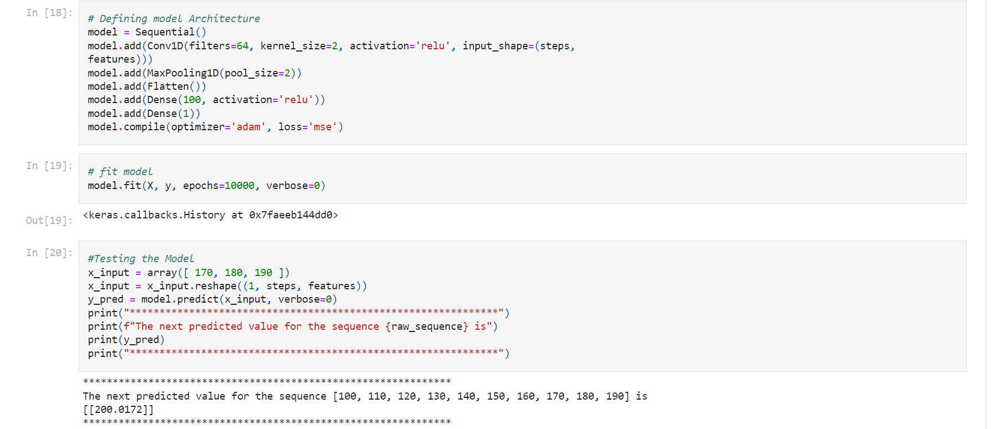 In [18]:
# Defining model Architecture
model = Sequential()
model.add(Conv1D(filters=64, kernel_size=2, activation='relu', input_shape=(steps,
features)))
model.add(MaxPooling1D(pool_size=2))
model.add(Flatten())
model.add(Dense(100, activation='relu'))
model.add(Dense(1))
model.compile(optimizer='adam', loss='mse')
In [19]:
# fit model
model.fit(X, y, epochs=10000, verbose=0)
Out[19]:
<keras.callbacks.History at 0x7faeeb144dd0>
In [20]:
#Testing the Model
x_input = array([ 170, 180, 190 ])
x_input = x_input.reshape((1, steps, features))
y_pred = model.predict(x_input, verbose=0)
print("**************************************************************")
print(f"The next predicted value for the sequence {raw_sequence} is")
print(y_pred)
print("**************************************************************")
**************************************************************
The next predicted value for the sequence [100, 110, 120, 130, 140, 150, 160, 170, 180, 190] is
[[200.0172]]
**************************************************************